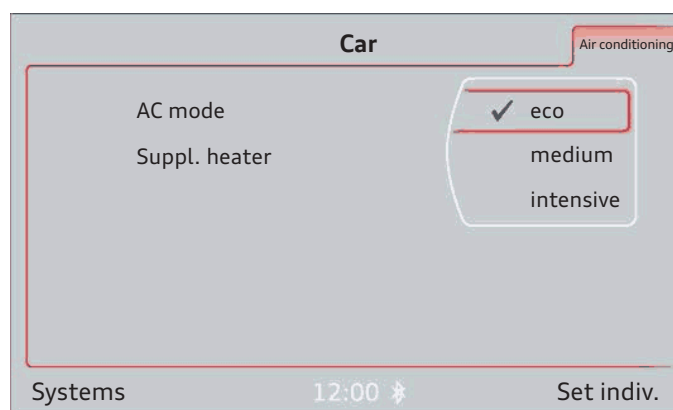 Car
Air conditioning
AC mode
eco
Suppl. heater
medium
intensive
Systems
12:00
Set indiv.